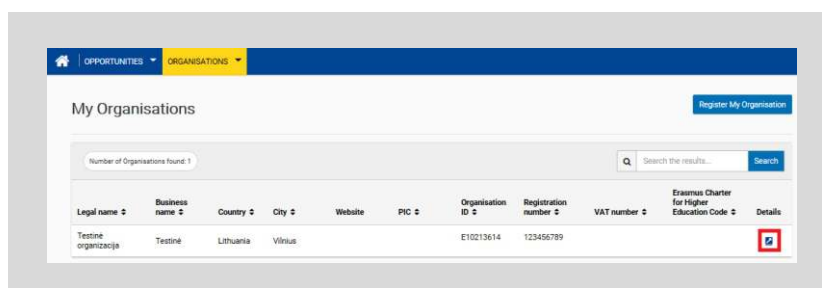 OPPORTUNITIES ORGANISATIONS
My Organisations
Register My Organisation
Number of Organisations found: 1
Search the results...
Search
Legal name Business name Country City Website PIC Organisation ID Registration number VAT number Erasmus Charter for Higher Education Code Details
Testinė organizacija Testinė Lithuania Vilnius E10213614 123456789